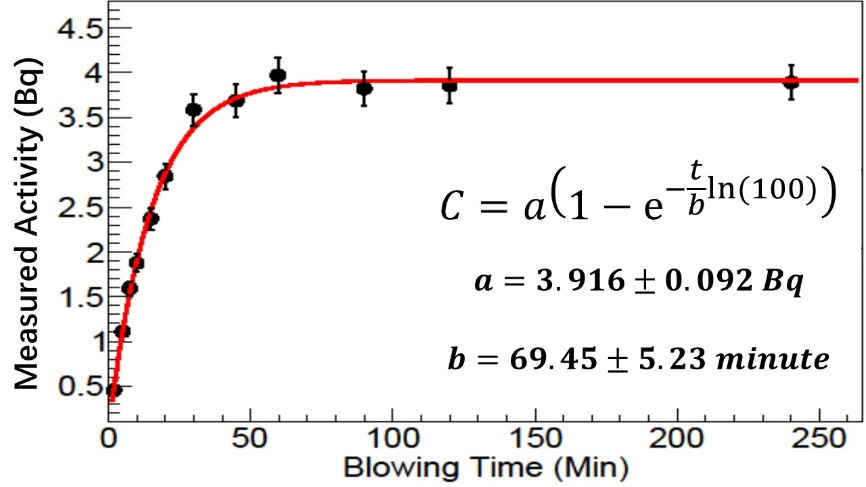 Measured Activity (Bq)
4.5
4
3.5
3
2.5
2
1.5
1
0.5
C = a(1 − e^{−\frac{t}{b}ln(100)})
a = 3.916 ± 0.092 Bq
b = 69.45 ± 5.23 minute
0 50 100 150 200 250
Blowing Time (Min)